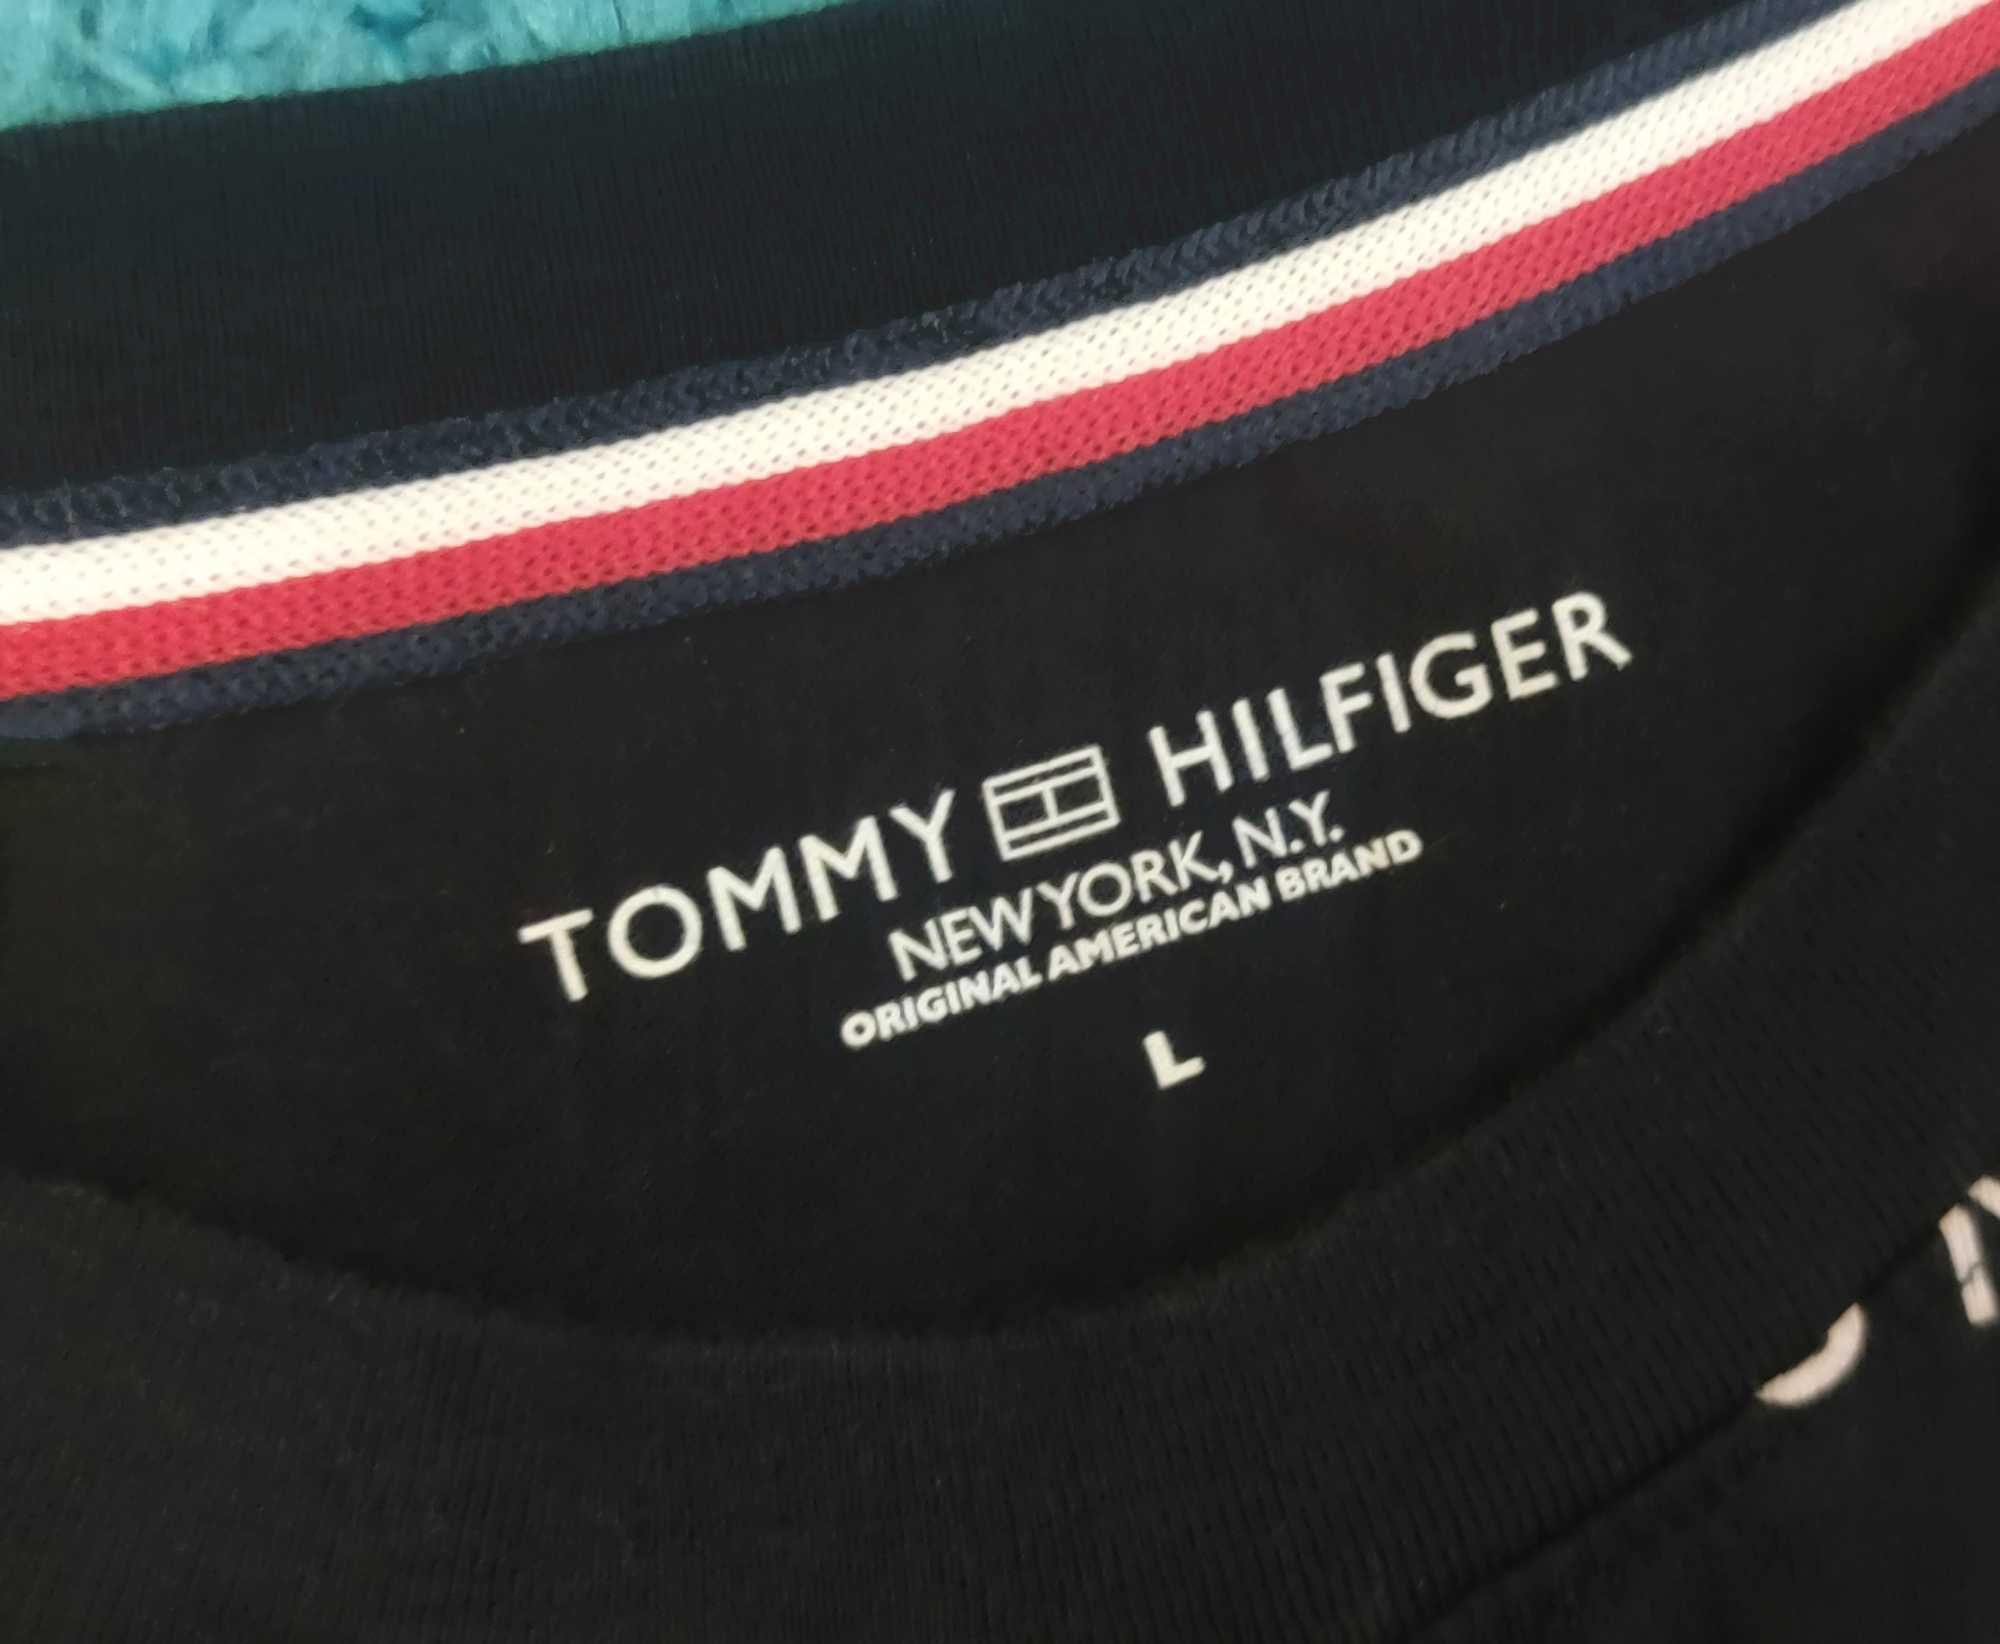 TOMMY HILFIGER
NEW YORK, N.Y.
ORIGINAL AMERICAN BRAND
L